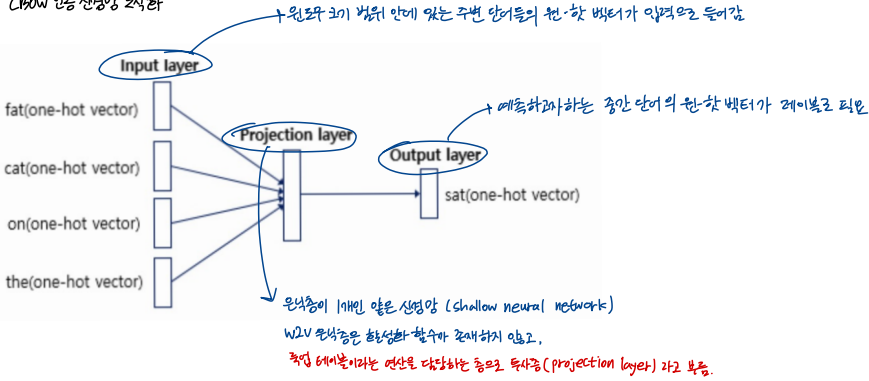 CBOW 인공 신경망 도식화
→ 윈도우 크기 범위 안에 있는 주변 단어들의 원-핫 벡터가 입력으로 들어감
Input layer
fat(one-hot vector)
→ 예측하고자하는 중간 단어의 원-핫 벡터가 레이블로 필요
Projection layer
Output layer
cat(one-hot vector)
sat(one-hot vector)
on(one-hot vector)
the(one-hot vector)
은닉층이 1개인 얕은 신경망 (shallow neural network)
W2V 은닉층은 활성화 함수가 존재하지 않고,
룩업 테이블이라는 연산을 담당하는 층으로 투사층(projection layer) 라고 부름.